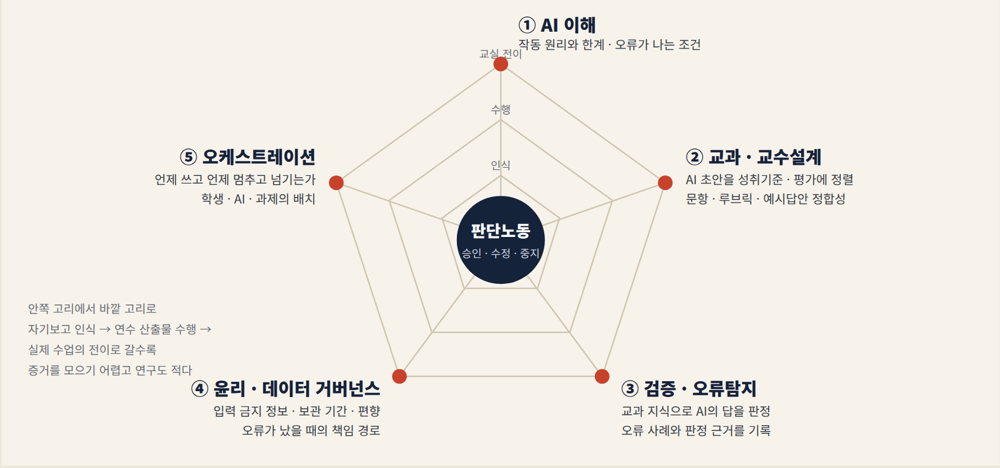 ① AI 이해
작동 원리와 한계 · 오류가 나는 조건
교실 전이
수행
인식
⑤ 오케스트레이션
언제 쓰고 언제 멈추고 넘기는가
학생 · AI · 과제의 배치
② 교과 · 교수설계
AI 초안을 성취기준 · 평가에 정렬
문항 · 루브릭 · 예시답안 정합성
판단노동
승인 · 수정 · 중지
안쪽 고리에서 바깥 고리로
자기보고 인식 → 연수 산출물 수행 →
실제 수업의 전이로 갈수록
증거를 모으기 어렵고 연구도 적다
④ 윤리 · 데이터 거버넌스
입력 금지 정보 · 보관 기간 · 편향
오류가 났을 때의 책임 경로
③ 검증 · 오류탐지
교과 지식으로 AI의 답을 판정
오류 사례와 판정 근거를 기록